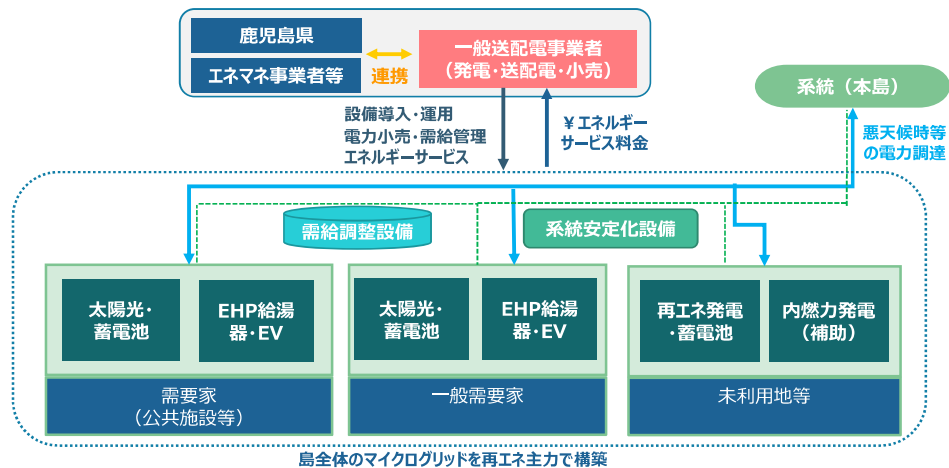 鹿児島県
エネマネ事業者等
連携
一般送配電事業者
（発電・送配電・小売）
系統（本島）
設備導入・運用
電力小売・需給管理
エネルギーサービス
￥エネルギー
サービス料金
悪天候時等
の電力調達
需給調整設備
系統安定化設備
太陽光・
蓄電池
EHP給湯
器・EV
需要家
（公共施設等）
太陽光・
蓄電池
EHP給湯
器・EV
一般需要家
再エネ発電
・蓄電池
内燃力発電
（補助）
未利用地等
島全体のマイクログリッドを再エネ主力で構築